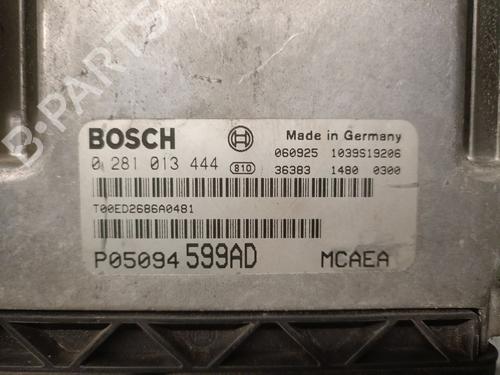 B-PARTS
BOSCH
Made in Germany
0 281 013 444
810
060925 1039S19206
36383 1480 0300
T00ED2686A0481
P05094 599AD MCAEA